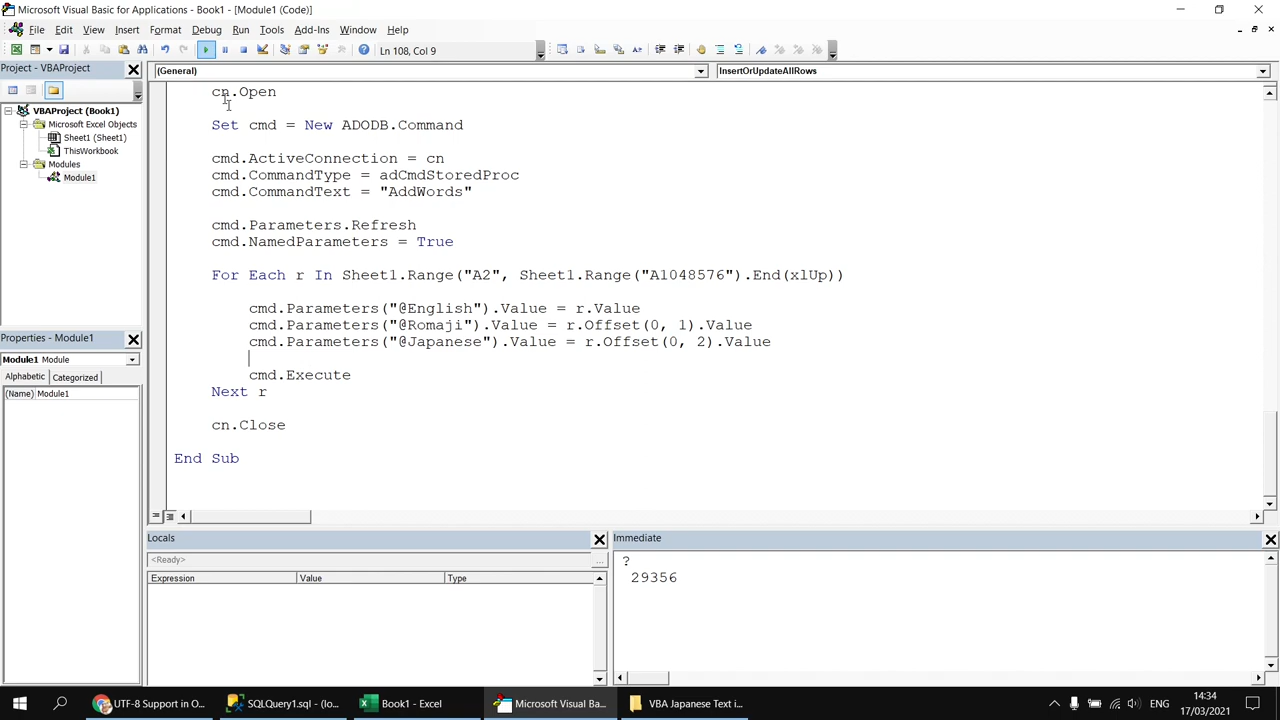 Microsoft Visual Basic for Applications - Book1 - [Module1 (Code)]
File Edit View Insert Format Debug Run Tools Add-Ins Window Help
Ln 108, Col 9
Project - VBAProject
(General)
InsertOrUpdateAllRows
VBAProject (Book1)
Microsoft Excel Objects
Sheet1 (Sheet1)
ThisWorkbook
Modules
Module1
cn.Open
Set cmd = New ADODB.Command
cmd.ActiveConnection = cn
cmd.CommandType = adCmdStoredProc
cmd.CommandText = "AddWords"
cmd.Parameters.Refresh
cmd.NamedParameters = True
For Each r In Sheet1.Range("A2", Sheet1.Range("A1048576").End(xlUp))
cmd.Parameters("@English").Value = r.Value
cmd.Parameters("@Romaji").Value = r.Offset(0, 1).Value
cmd.Parameters("@Japanese").Value = r.Offset(0, 2).Value
cmd.Execute
Next r
cn.Close
End Sub
Properties - Module1
Module1 Module
Alphabetic Categorized
(Name) Module1
Locals
<Ready>
Expression Value Type
Immediate
?
29356
UTF-8 Support in O...
SQLQuery1.sql - (lo...
Book1 - Excel
Microsoft Visual Ba...
VBA Japanese Text i...
ENG
14:34
17/03/2021